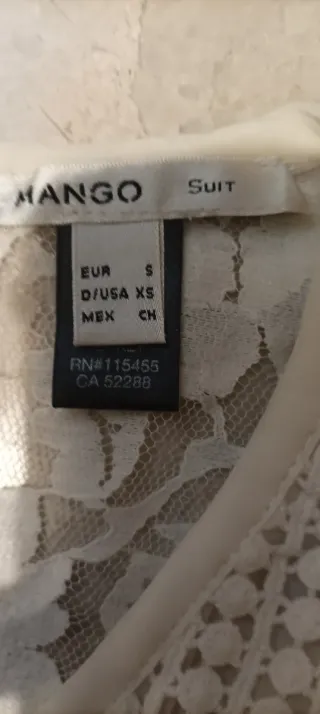 MANGO SUIT
EUR S
D/USA XS
MEX CH
RN#115455
CA 52288